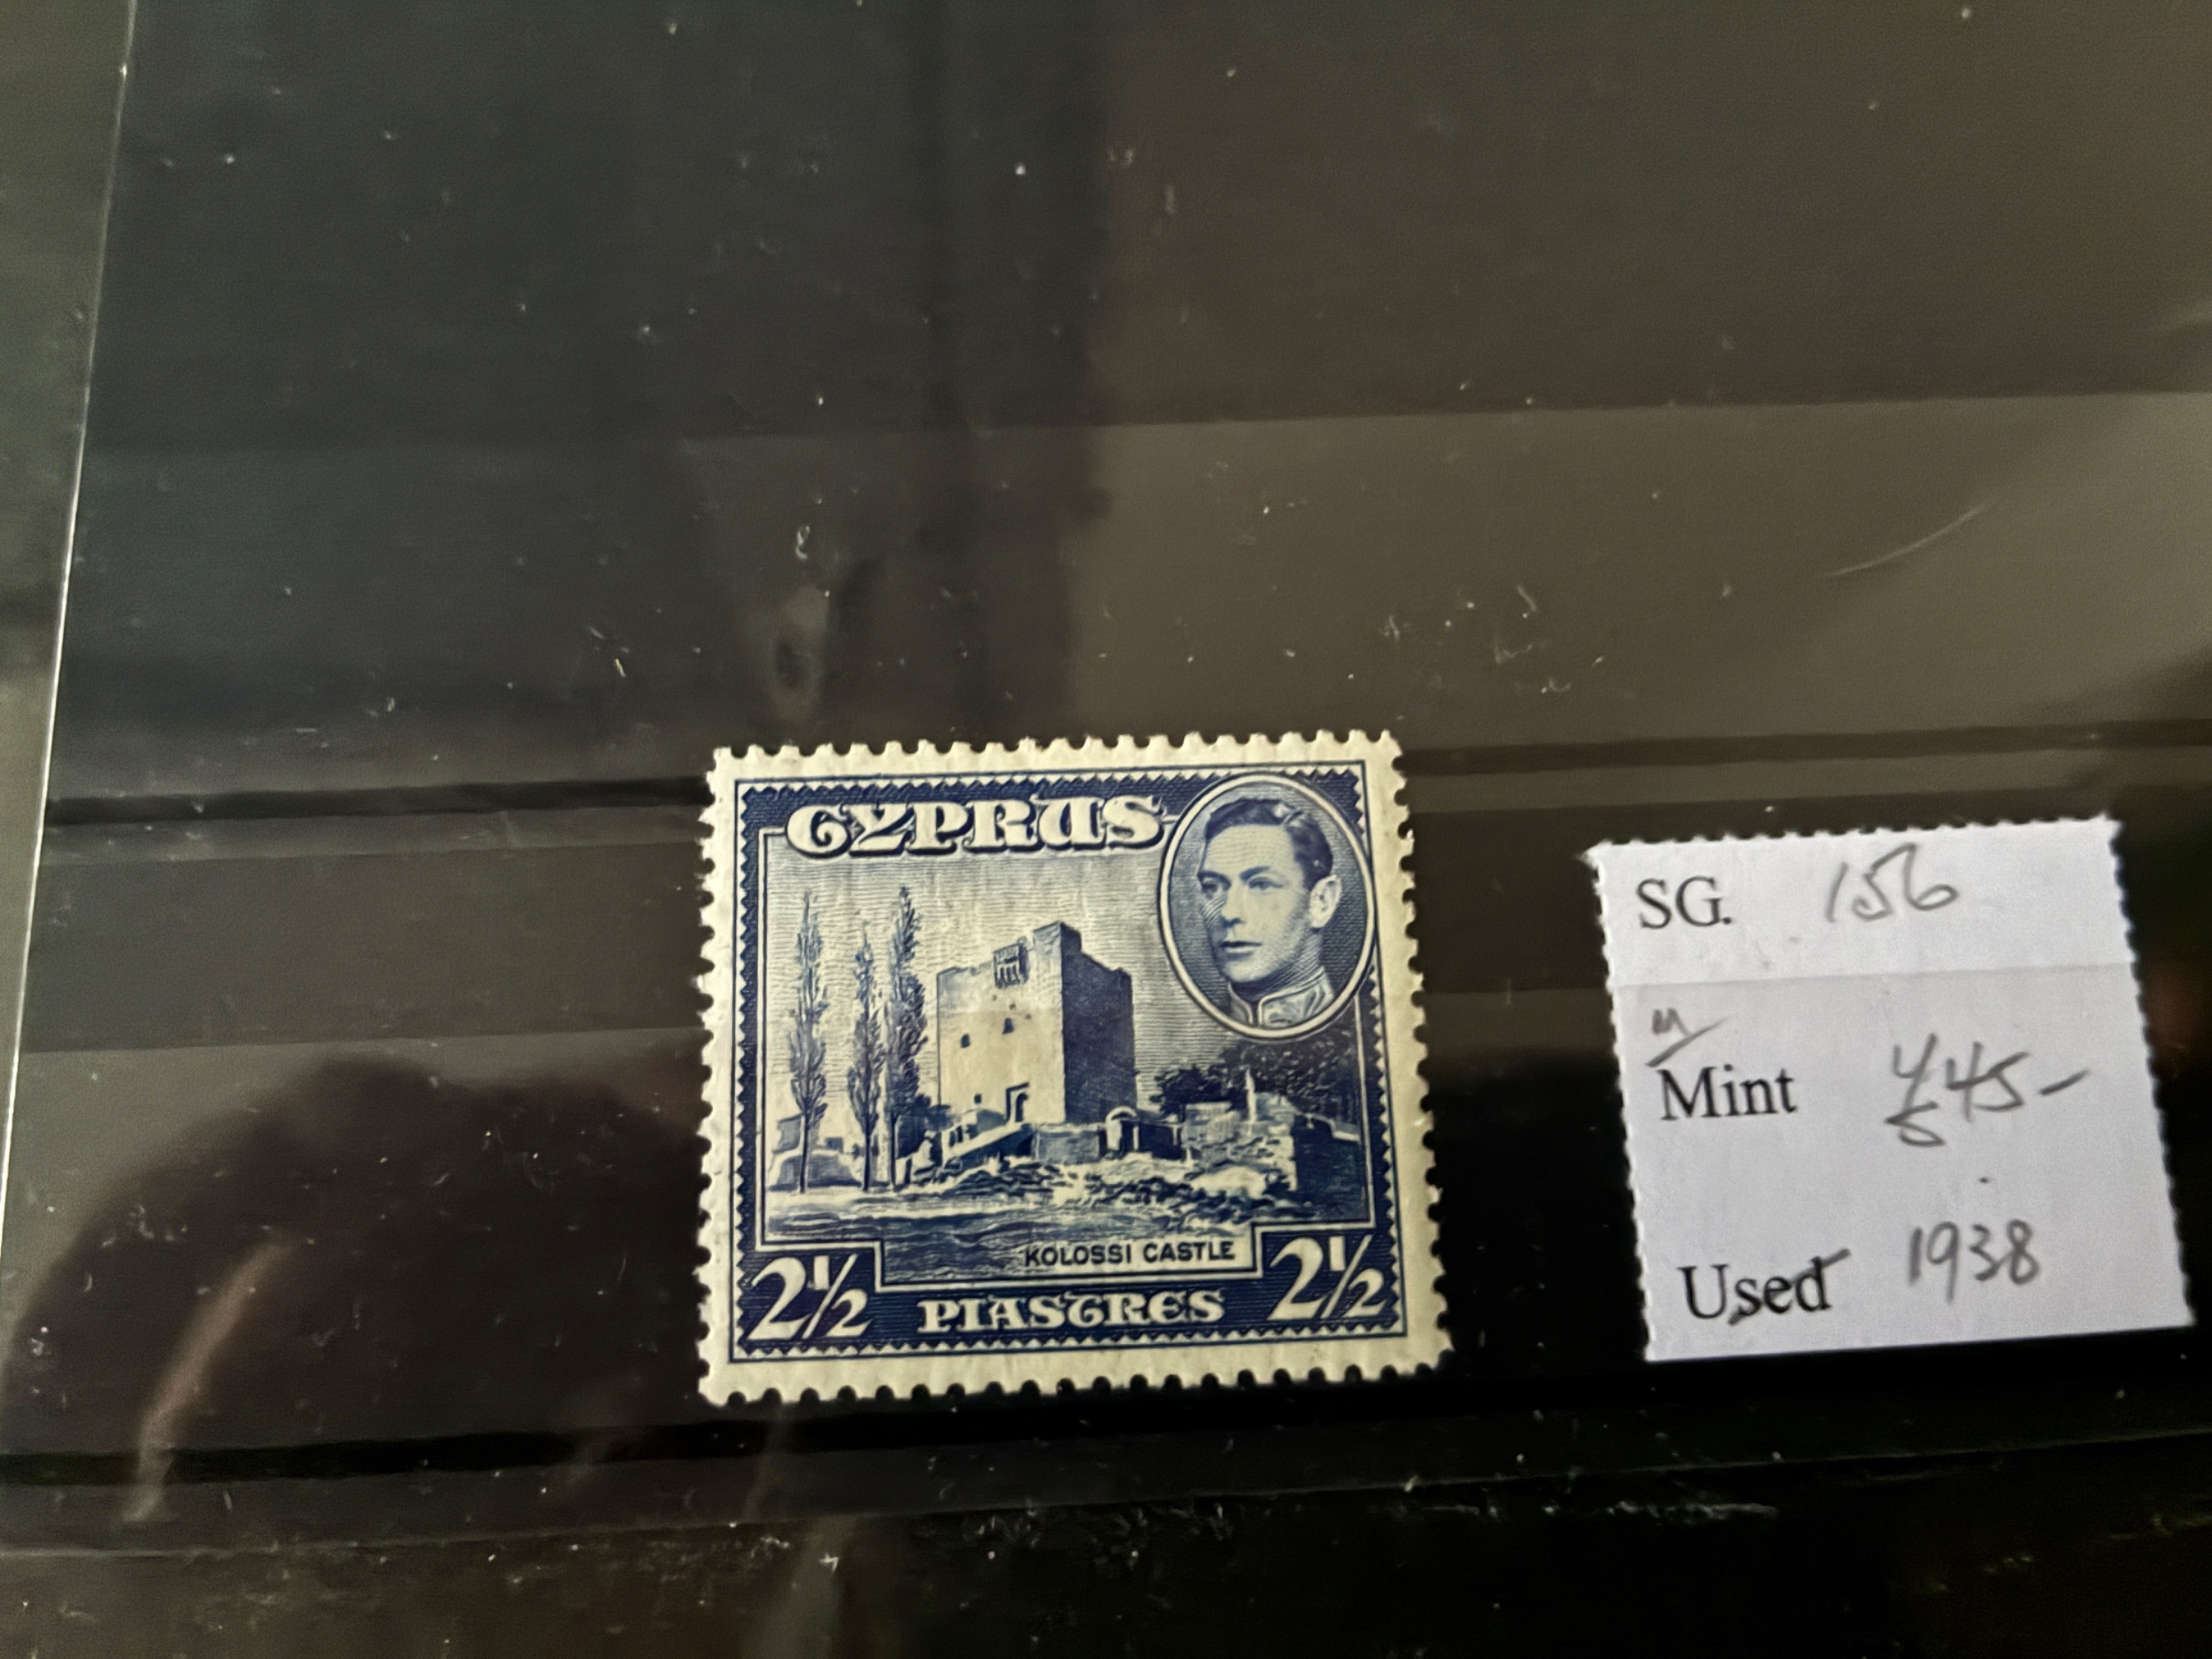 CYPRUS
KOLOSSI CASTLE
2½ PIASTRES 2½
SG. 156
Mint 45-
Used 1938